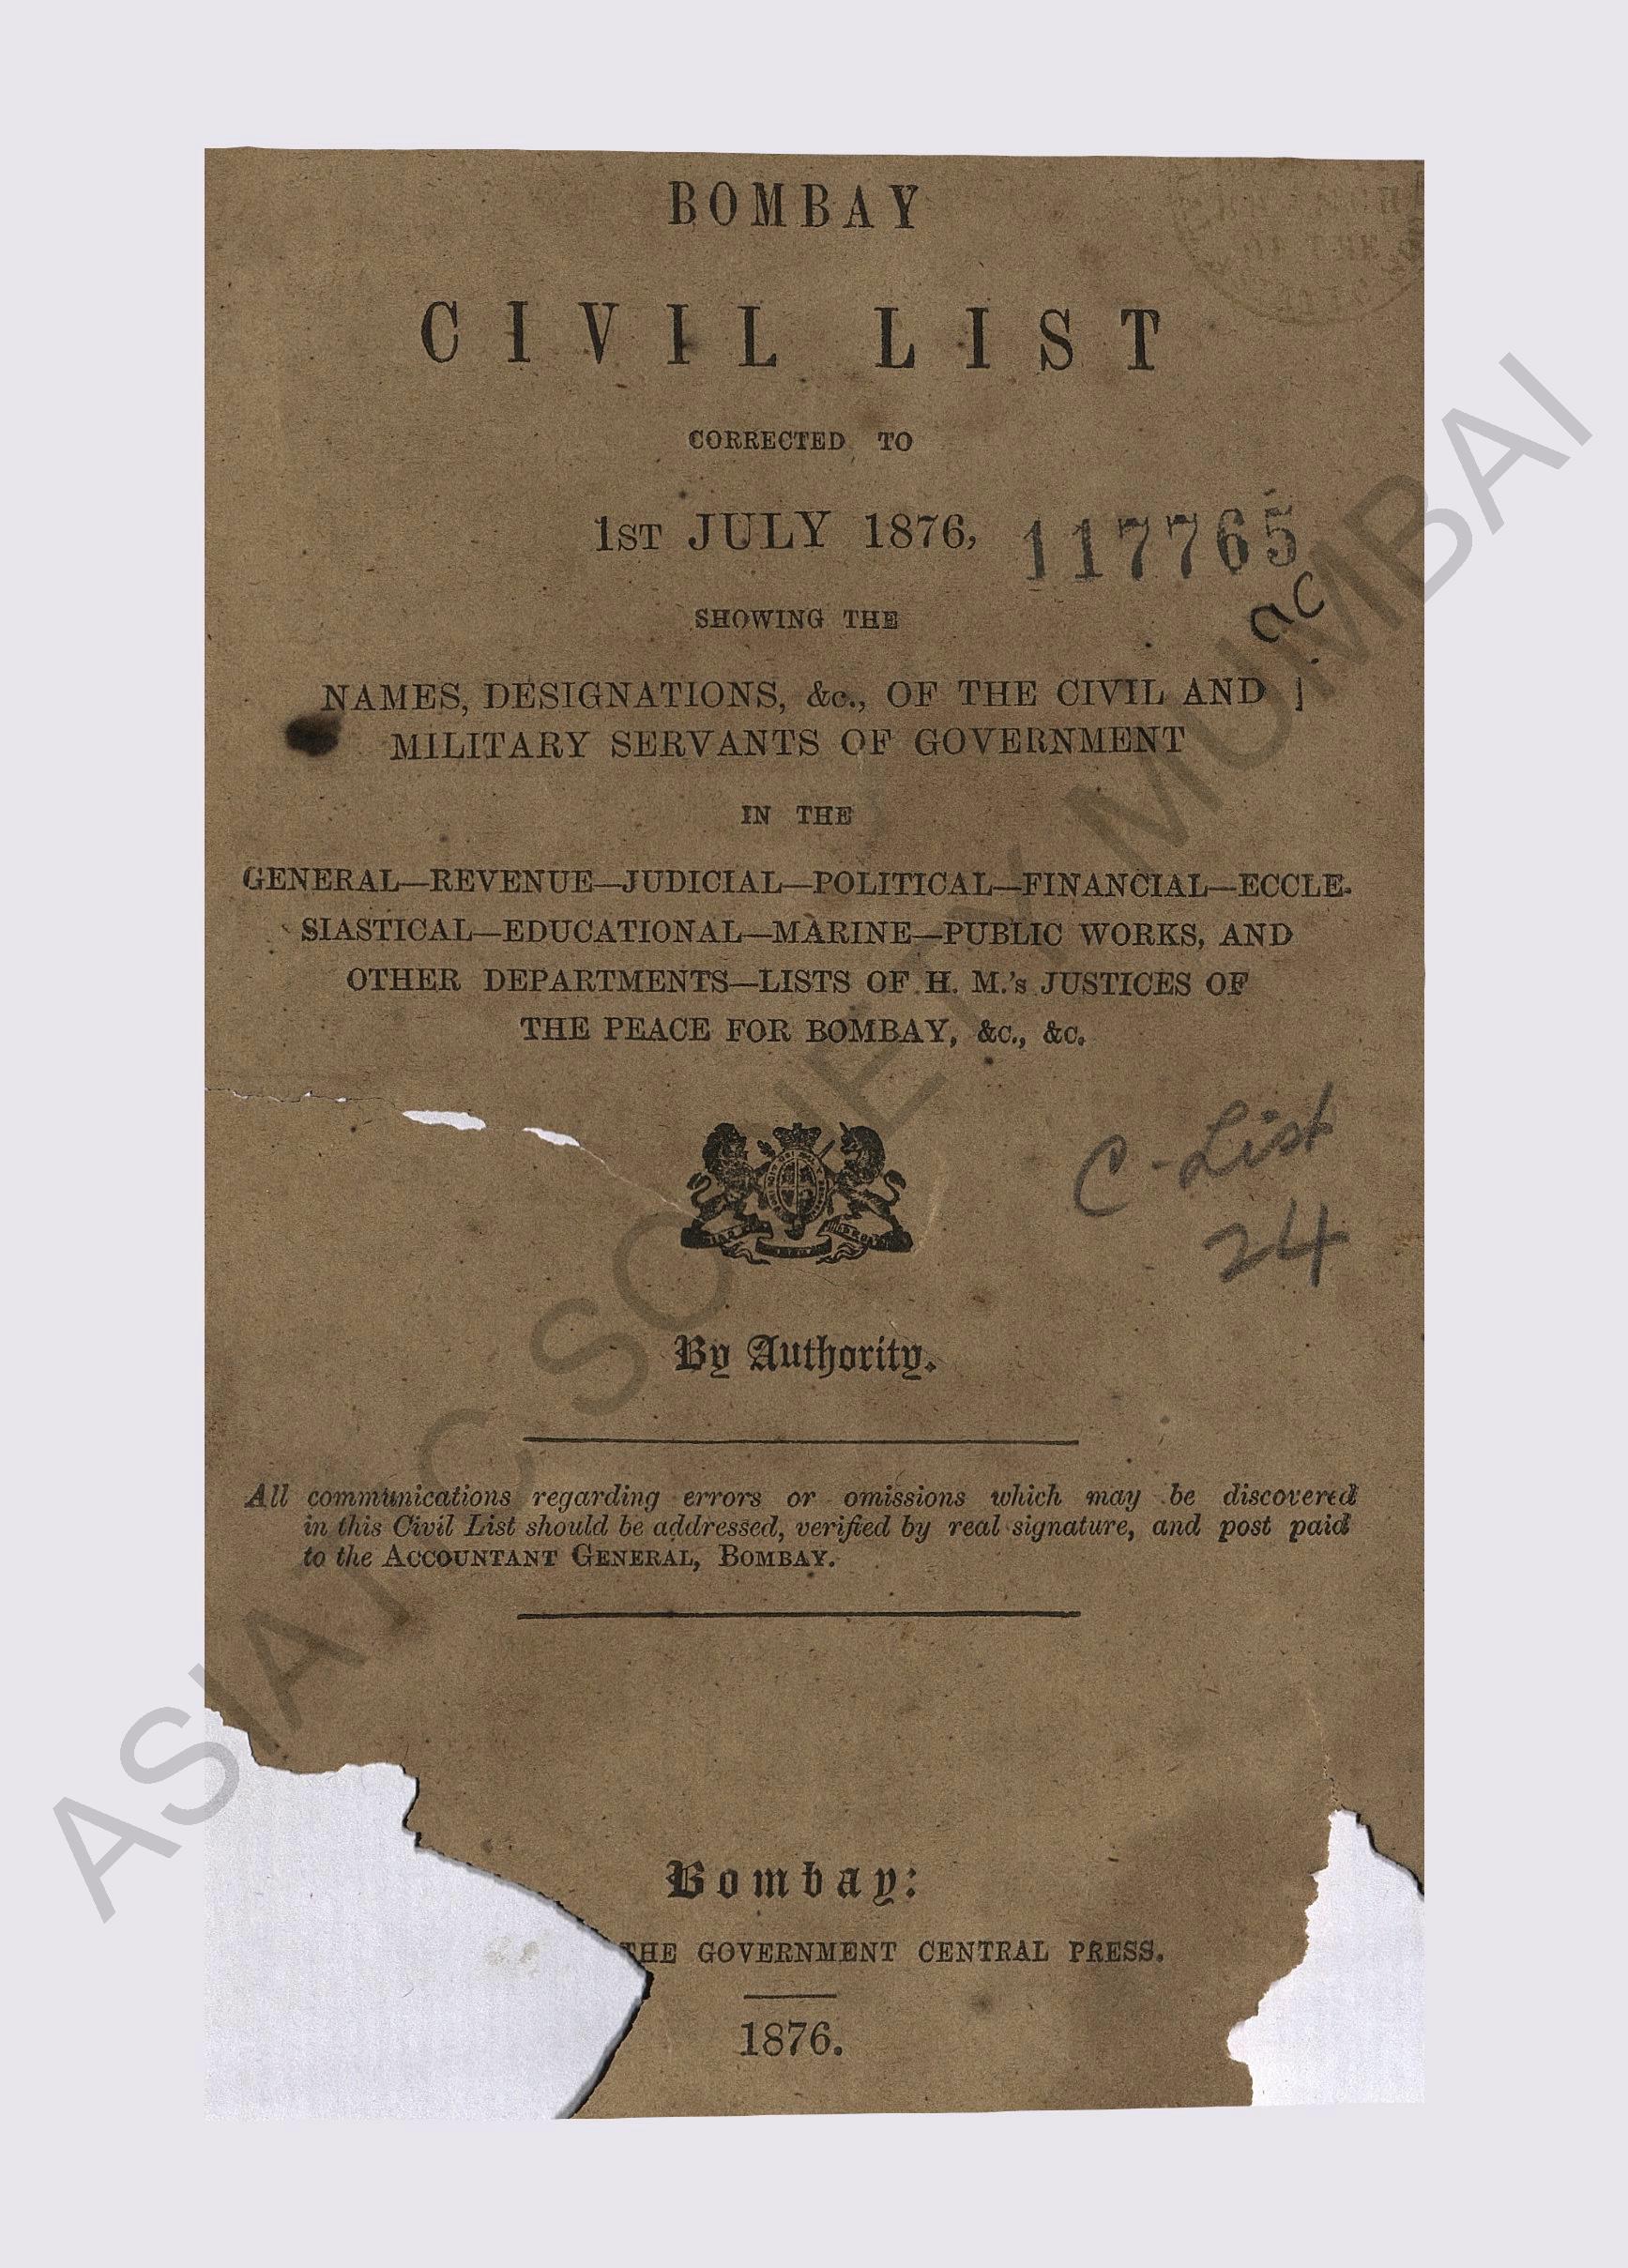 BOMBAY
CIVIL LIST
CORRECTED TO
1ST JULY 1876,
117765
SHOWING THE
NAMES, DESIGNATIONS, &c., OF THE CIVIL AND
MILITARY SERVANTS OF GOVERNMENT
IN THE
GENERAL—REVENUE—JUDICIAL—POLITICAL—FINANCIAL—ECCLE-
SIASTICAL—EDUCATIONAL—MARINE—PUBLIC WORKS, AND
OTHER DEPARTMENTS—LISTS OF H. M.'s JUSTICES OF
THE PEACE FOR BOMBAY, &c., &c.
C-List
24
By Authority.
All communications regarding errors or omissions which may be discovered
in this Civil List should be addressed, verified by real signature, and post paid
to the ACCOUNTANT GENERAL, BOMBAY.
Bombay:
THE GOVERNMENT CENTRAL PRESS.
1876.
ASIATIC SOCIETY MUMBAI